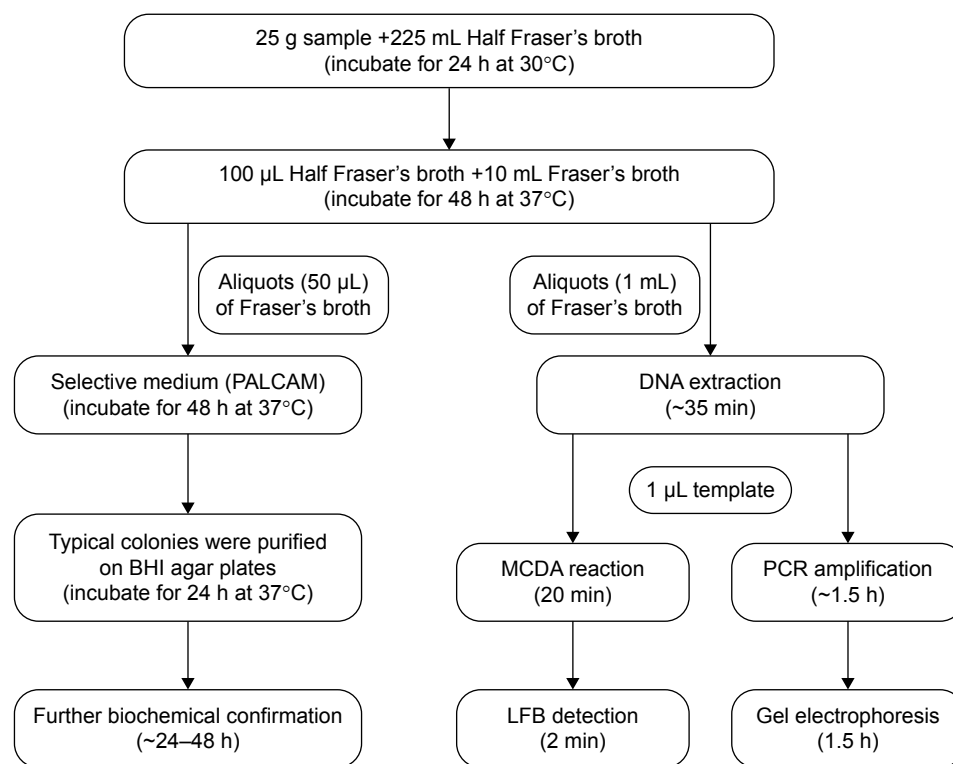 25 g sample +225 mL Half Fraser’s broth
(incubate for 24 h at 30°C)
100 µL Half Fraser’s broth +10 mL Fraser’s broth
(incubate for 48 h at 37°C)
Aliquots (50 µL)
of Fraser’s broth
Aliquots (1 mL)
of Fraser’s broth
Selective medium (PALCAM)
(incubate for 48 h at 37°C)
DNA extraction
(~35 min)
1 µL template
Typical colonies were purified
on BHI agar plates
(incubate for 24 h at 37°C)
MCDA reaction
(20 min)
PCR amplification
(~1.5 h)
Further biochemical confirmation
(~24–48 h)
LFB detection
(2 min)
Gel electrophoresis
(1.5 h)